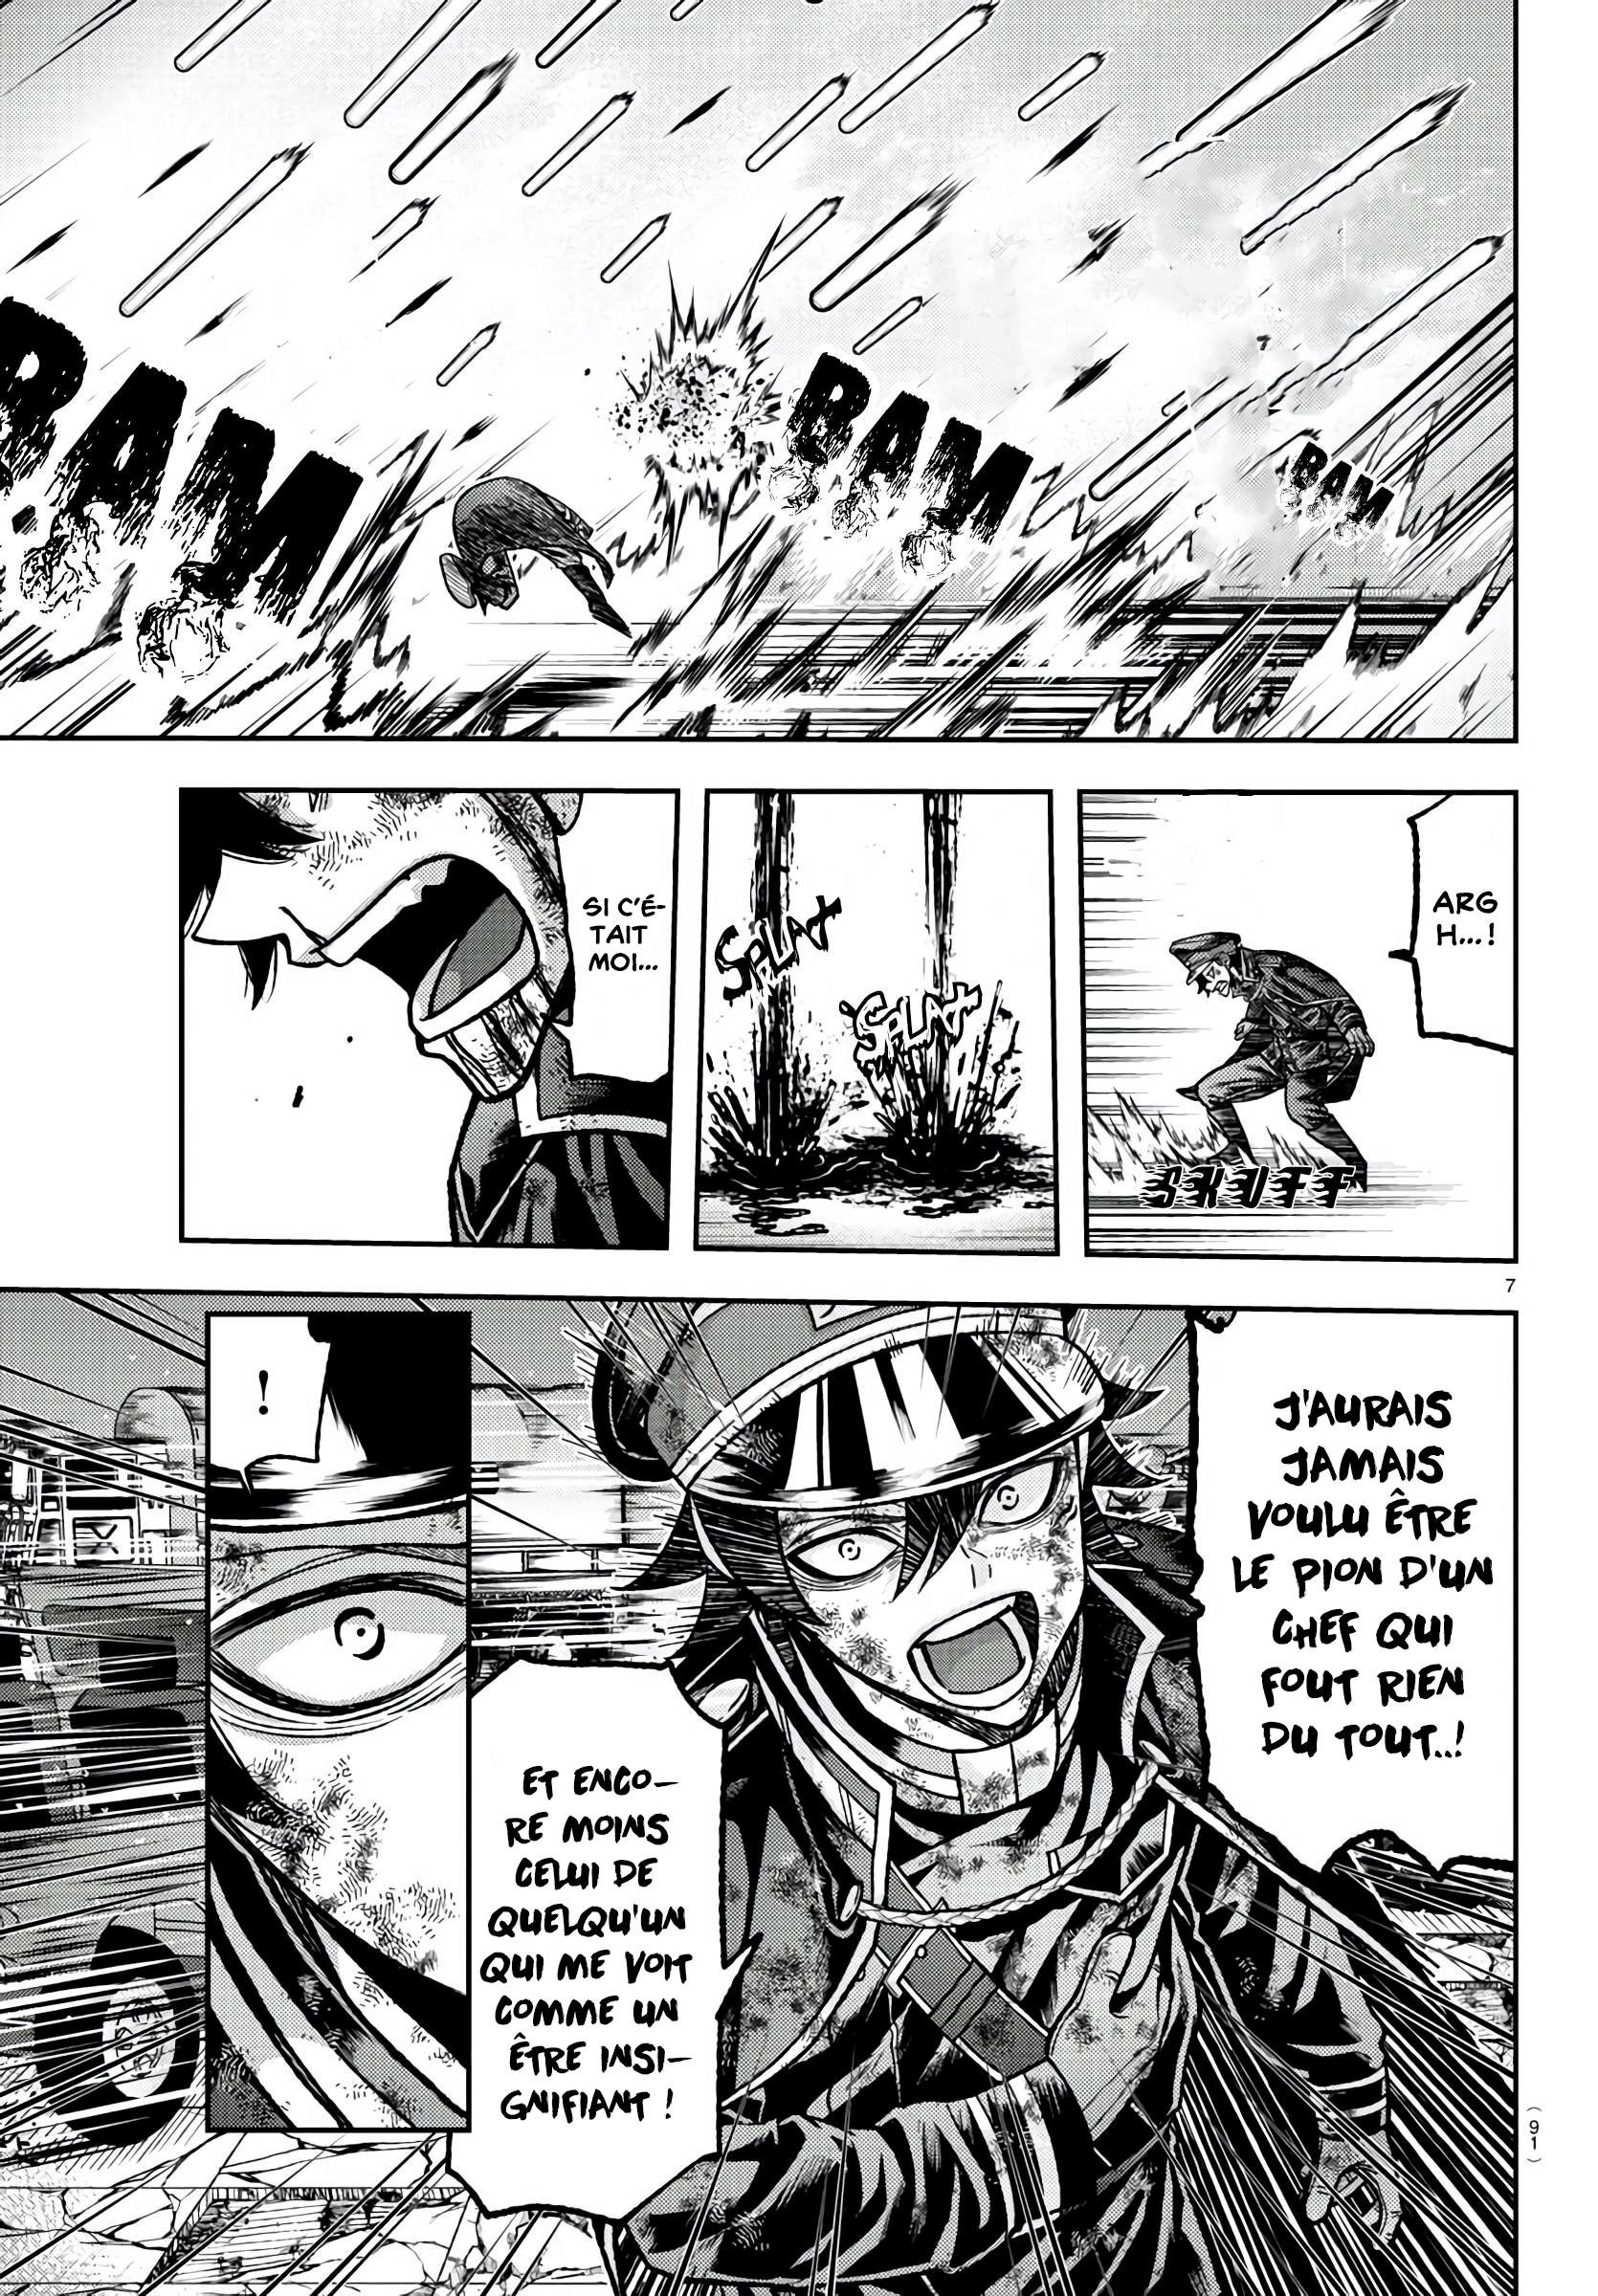 BAM
BAM
BAM
BAM
ARG
H...!
SKUFF
SPLAT
SPLAT
SI C'É-
TAIT
MOI...
7
J'AURAIS
JAMAIS
VOULU ÊTRE
LE PION D'UN
CHEF QUI
FOUT RIEN
DU TOUT..!
ET ENCO-
RE MOINS
CELUI DE
QUELQU'UN
QUI ME VOIT
COMME UN
ÊTRE INSI-
GNIFIANT !
!
(91)